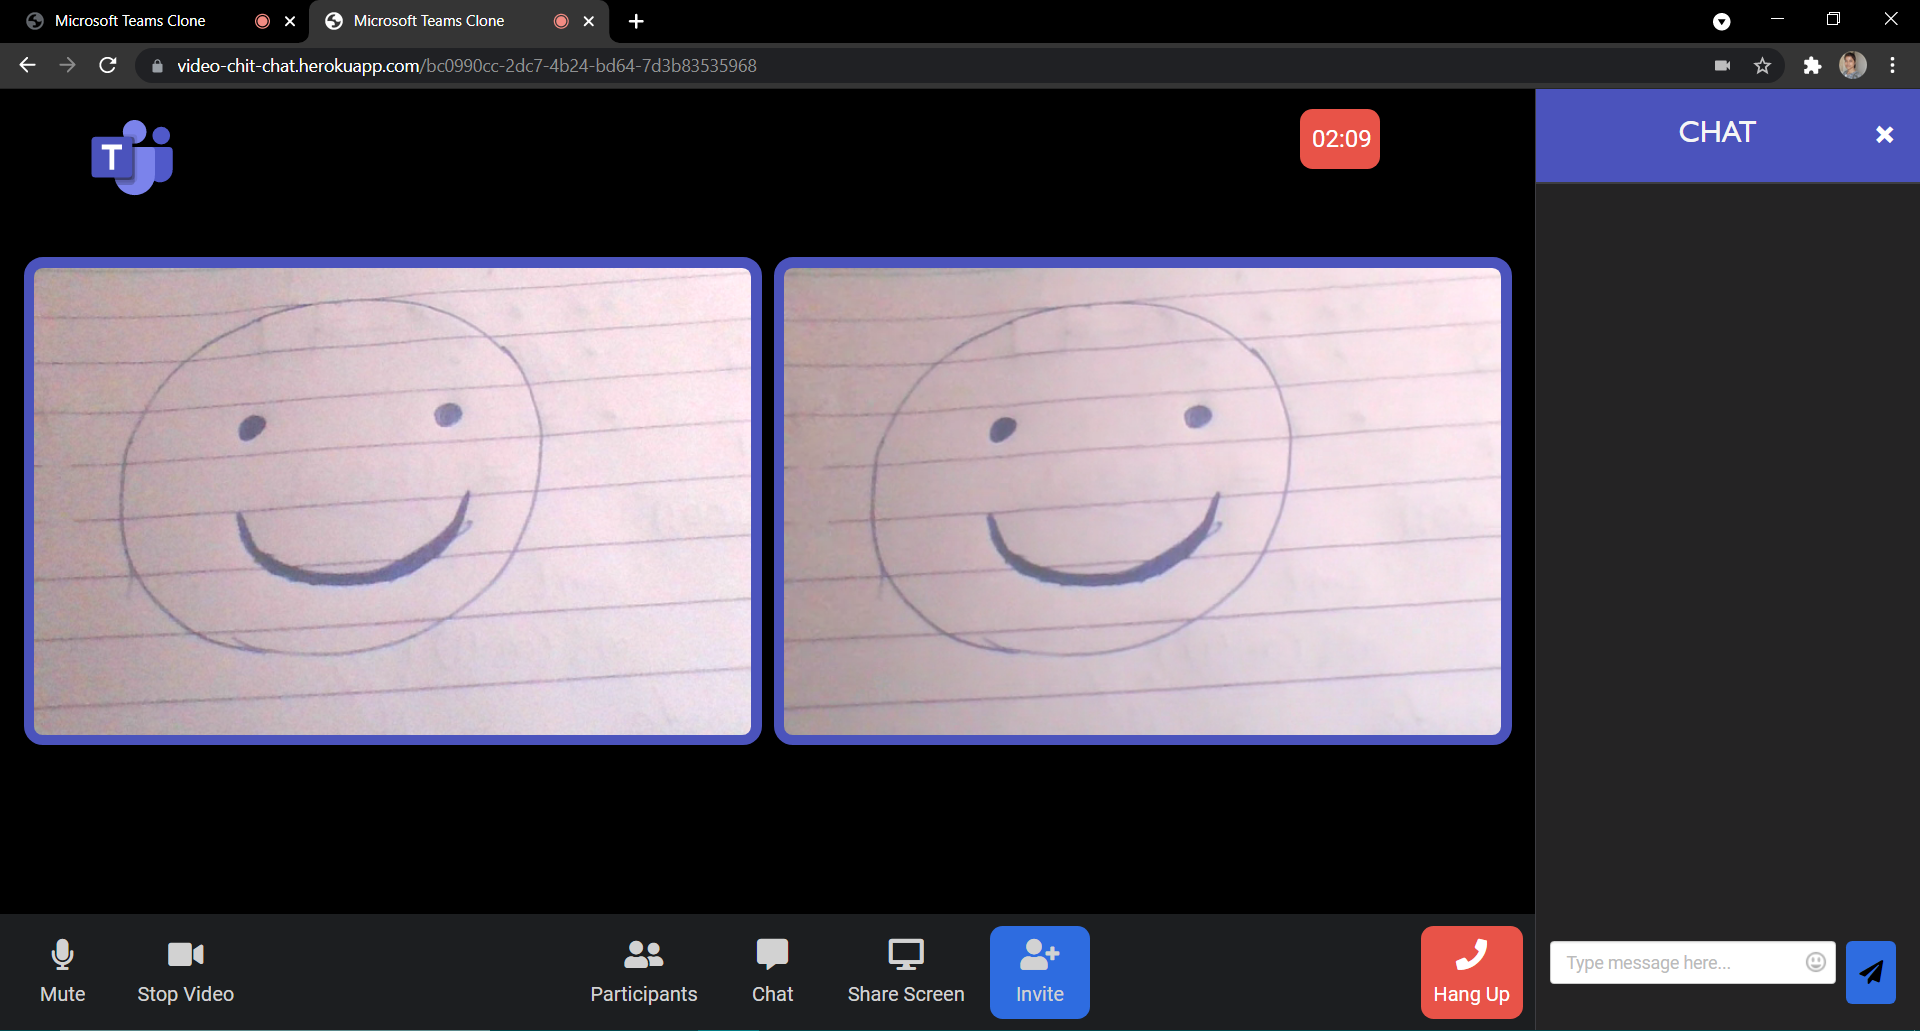 Microsoft Teams Clone
Microsoft Teams Clone
video-chit-chat.herokuapp.com/bc0990cc-2dc7-4b24-bd64-7d3b83535968
T
02:09
CHAT
Mute
Stop Video
Participants
Chat
Share Screen
Invite
Hang Up
Type message here...